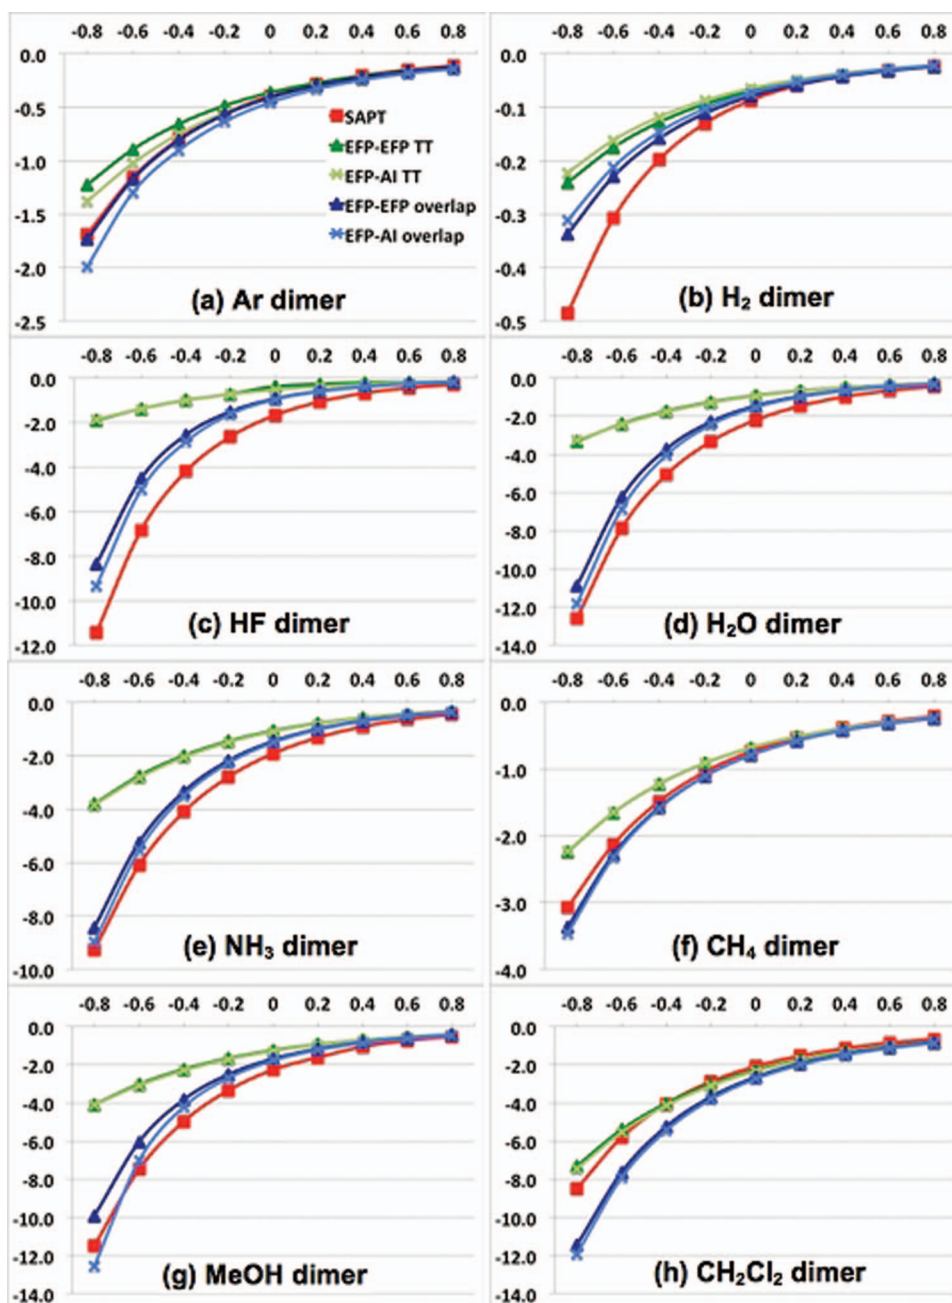 -0.8 -0.6 -0.4 -0.2 0 0.2 0.4 0.6 0.8
0.0
-0.5
-1.0
-1.5
-2.0
-2.5
SAPT
EFP-EFP TT
EFP-AI TT
EFP-EFP overlap
EFP-AI overlap
(a) Ar dimer
-0.8 -0.6 -0.4 -0.2 0 0.2 0.4 0.6 0.8
0.0
-0.1
-0.2
-0.3
-0.4
-0.5
(b) H₂ dimer
-0.8 -0.6 -0.4 -0.2 0 0.2 0.4 0.6 0.8
0.0
-2.0
-4.0
-6.0
-8.0
-10.0
-12.0
(c) HF dimer
-0.8 -0.6 -0.4 -0.2 0 0.2 0.4 0.6 0.8
0.0
-2.0
-4.0
-6.0
-8.0
-10.0
-12.0
-14.0
(d) H₂O dimer
-0.8 -0.6 -0.4 -0.2 0 0.2 0.4 0.6 0.8
0.0
-2.0
-4.0
-6.0
-8.0
-10.0
(e) NH₃ dimer
-0.8 -0.6 -0.4 -0.2 0 0.2 0.4 0.6 0.8
0.0
-1.0
-2.0
-3.0
-4.0
(f) CH₄ dimer
-0.8 -0.6 -0.4 -0.2 0 0.2 0.4 0.6 0.8
0.0
-2.0
-4.0
-6.0
-8.0
-10.0
-12.0
-14.0
(g) MeOH dimer
-0.8 -0.6 -0.4 -0.2 0 0.2 0.4 0.6 0.8
0.0
-2.0
-4.0
-6.0
-8.0
-10.0
-12.0
-14.0
(h) CH₂Cl₂ dimer